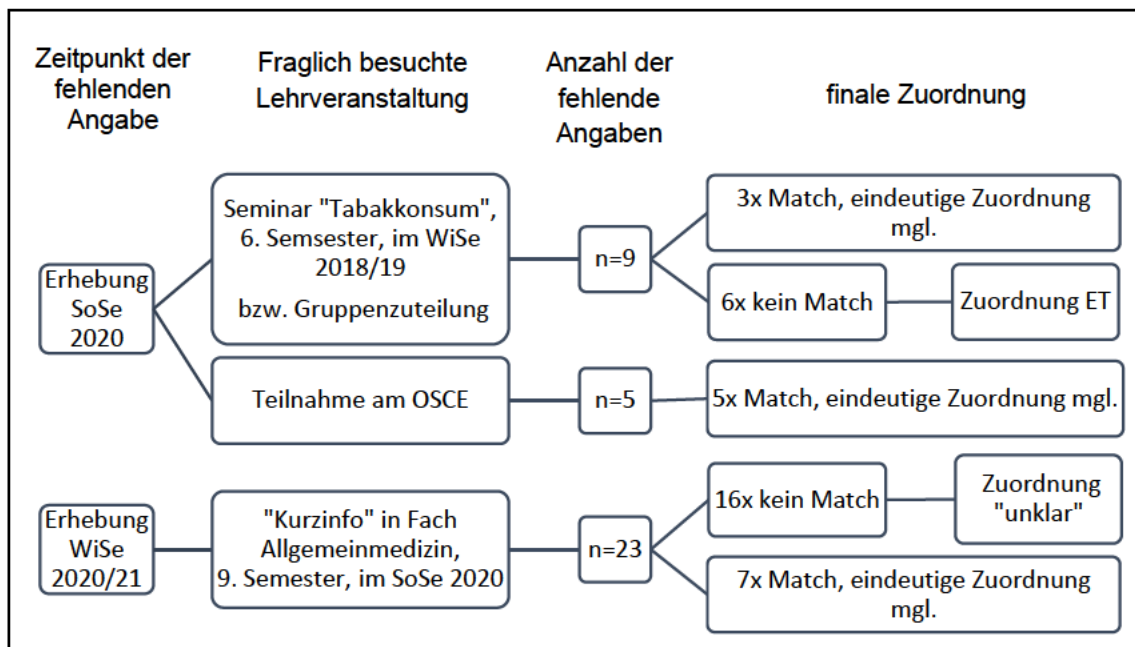 Zeitpunkt der
fehlenden
Angabe
Fraglich besuchte
Lehrveranstaltung
Anzahl der
fehlende
Angaben
finale Zuordnung
Erhebung
SoSe
2020
Seminar "Tabakkonsum",
6. Semsester, im WiSe
2018/19
bzw. Gruppenzuteilung
n=9
3x Match, eindeutige Zuordnung
mgl.
6x kein Match
Zuordnung ET
Teilnahme am OSCE
n=5
5x Match, eindeutige Zuordnung mgl.
Erhebung
WiSe
2020/21
"Kurzinfo" in Fach
Allgemeinmedizin,
9. Semester, im SoSe 2020
n=23
16x kein Match
Zuordnung
"unklar"
7x Match, eindeutige Zuordnung
mgl.